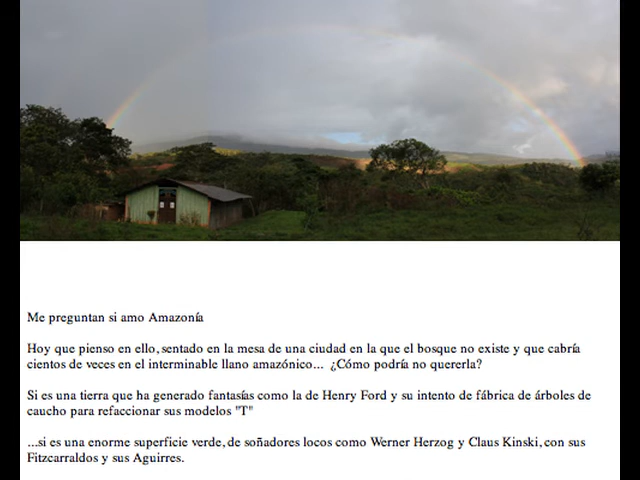 Me preguntan si amo Amazonía
Hoy que pienso en ello, sentado en la mesa de una ciudad en la que el bosque no existe y que cabría
cientos de veces en el interminable llano amazónico... ¿Cómo podría no quererla?
Si es una tierra que ha generado fantasías como la de Henry Ford y su intento de fábrica de árboles de
caucho para refaccionar sus modelos "T"
...si es una enorme superficie verde, de soñadores locos como Werner Herzog y Claus Kinski, con sus
Fitzcarraldos y sus Aguirres.